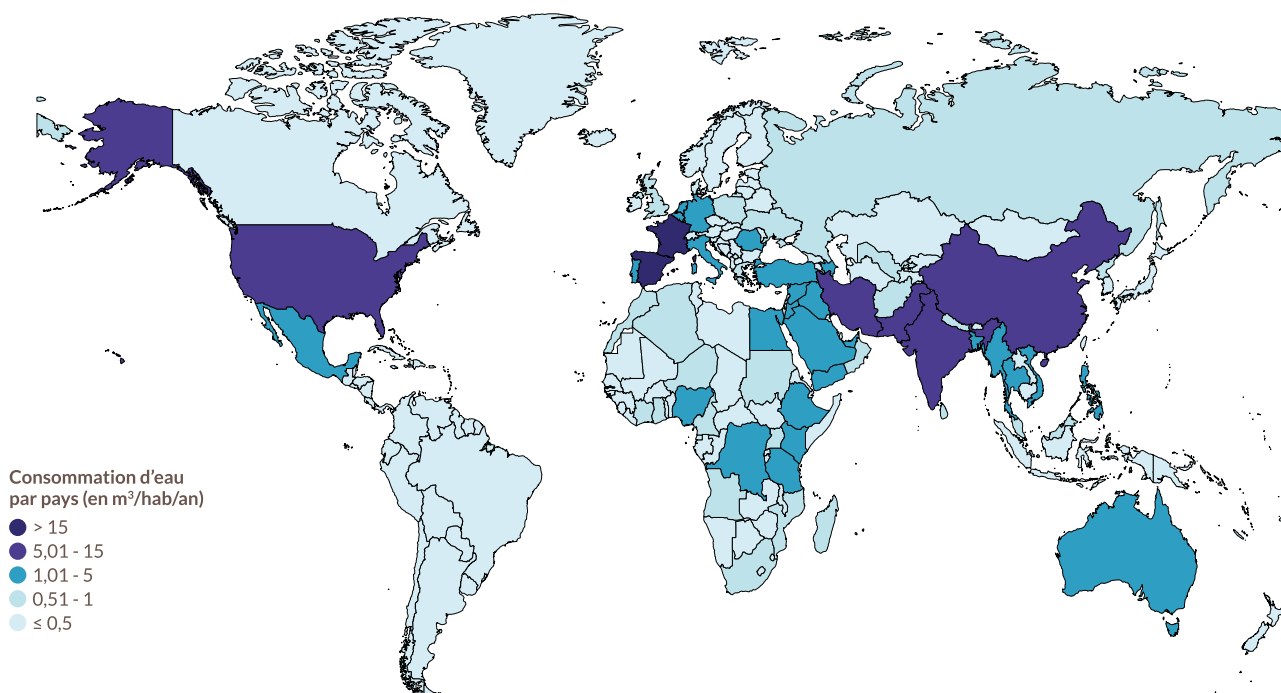 Consommation d’eau
par pays (en m³/hab/an)
> 15
5,01 - 15
1,01 - 5
0,51 - 1
≤ 0,5